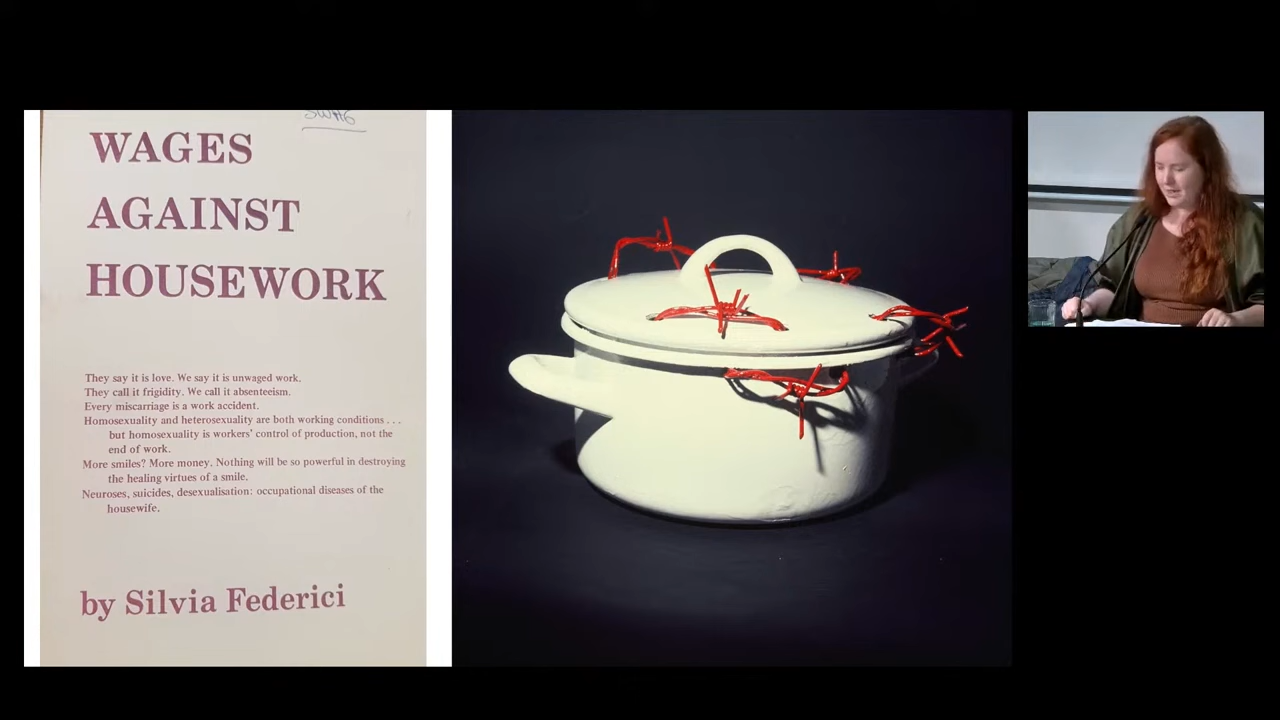 WAGES
AGAINST
HOUSEWORK
They say it is love. We say it is unwaged work.
They call it frigidity. We call it absenteeism.
Every miscarriage is a work accident.
Homosexuality and heterosexuality are both working conditions . . .
but homosexuality is workers' control of production, not the
end of work.
More smiles? More money. Nothing will be so powerful in destroying
the healing virtues of a smile.
Neuroses, suicides, desexualisation: occupational diseases of the
housewife.
by Silvia Federici